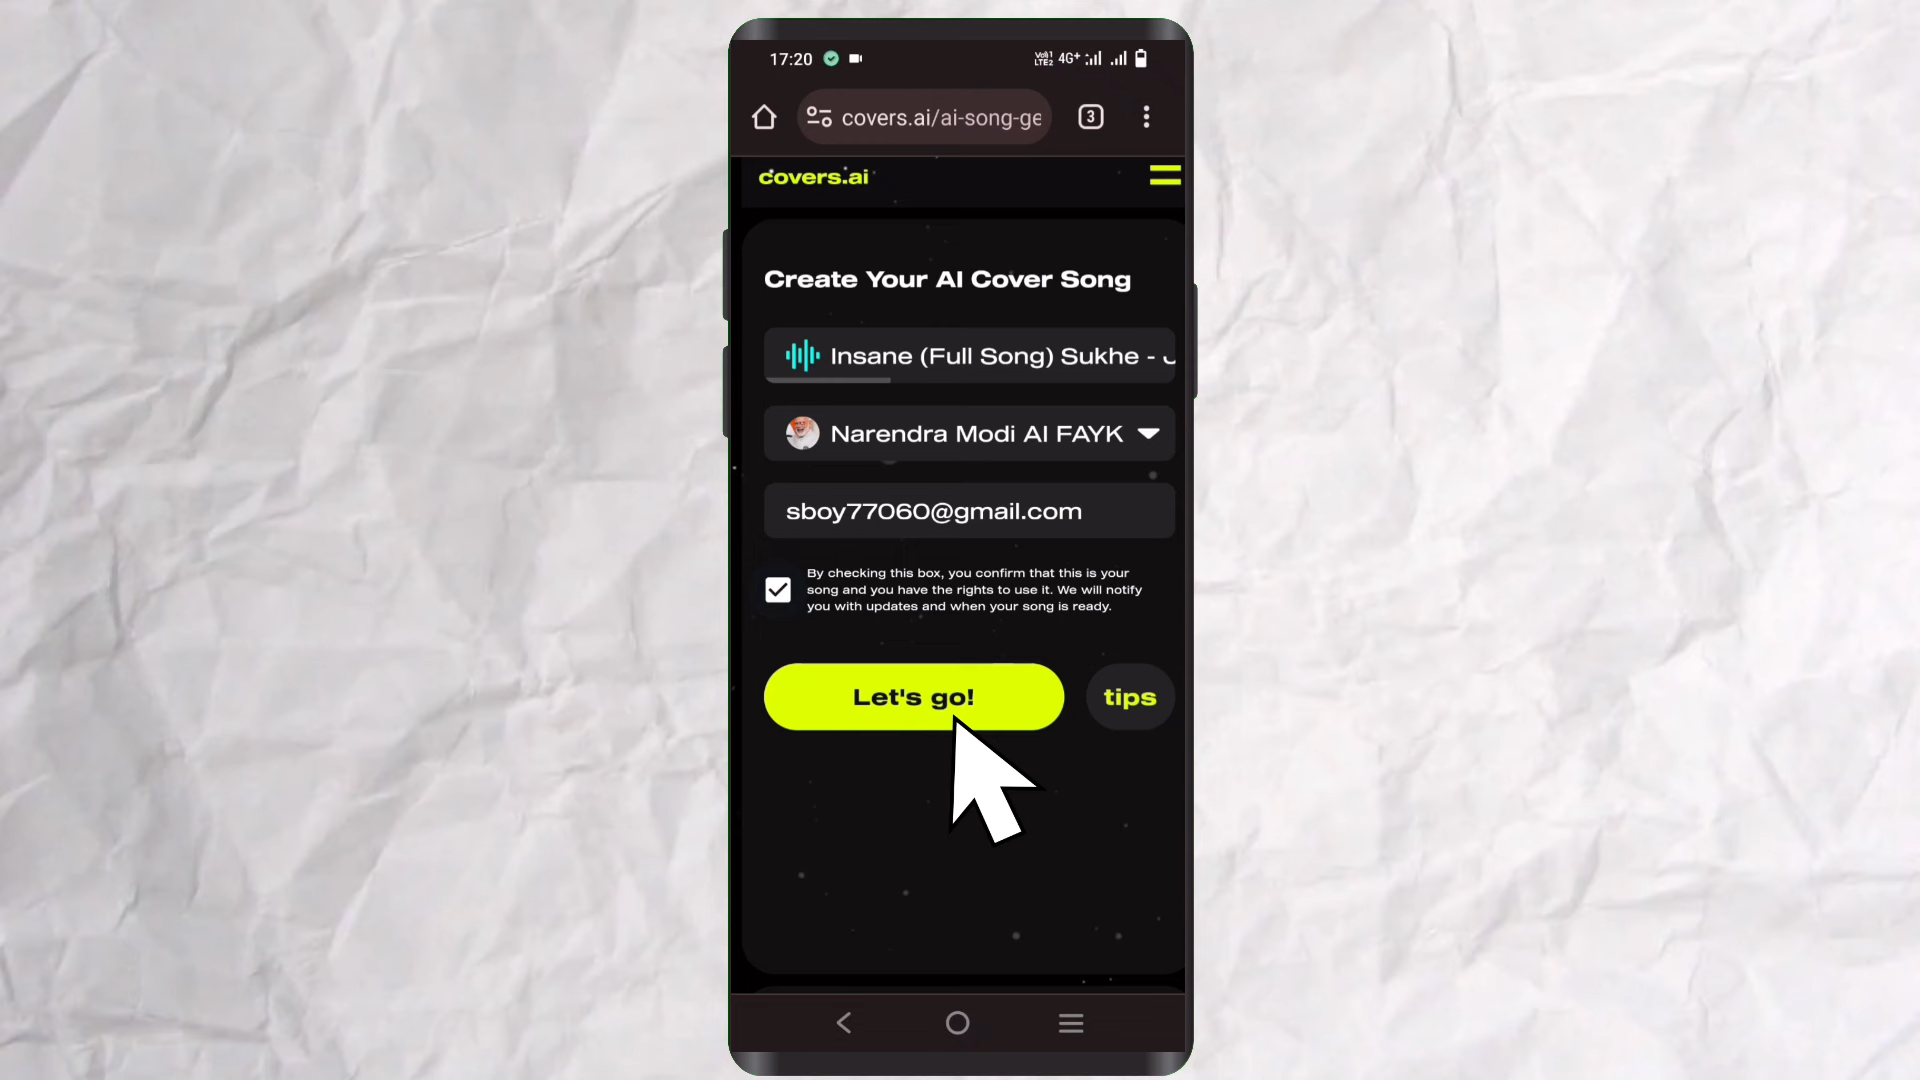 17:20
Vo1
LTE2 4G+
covers.ai/ai-song-ge
3
covers.ai
Create Your AI Cover Song
Insane (Full Song) Sukhe -
Narendra Modi AI FAYK
sboy77060@gmail.com
By checking this box, you confirm that this is your
song and you have the rights to use it. We will notify
you with updates and when your song is ready.
Let's go!
tips